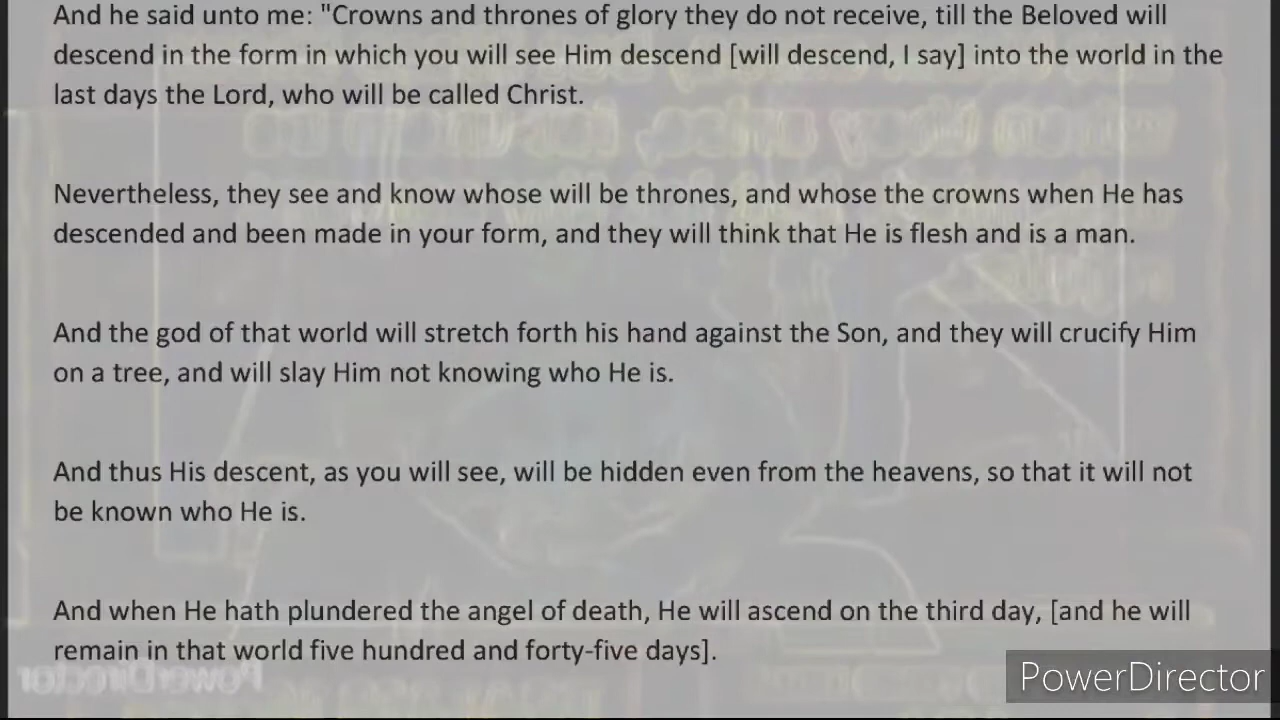 And he said unto me: "Crowns and thrones of glory they do not receive, till the Beloved will
descend in the form in which you will see Him descend [will descend, I say] into the world in the
last days the Lord, who will be called Christ.
Nevertheless, they see and know whose will be thrones, and whose the crowns when He has
descended and been made in your form, and they will think that He is flesh and is a man.
And the god of that world will stretch forth his hand against the Son, and they will crucify Him
on a tree, and will slay Him not knowing who He is.
And thus His descent, as you will see, will be hidden even from the heavens, so that it will not
be known who He is.
And when He hath plundered the angel of death, He will ascend on the third day, [and he will
remain in that world five hundred and forty-five days].
PowerDirector
PowerDirector